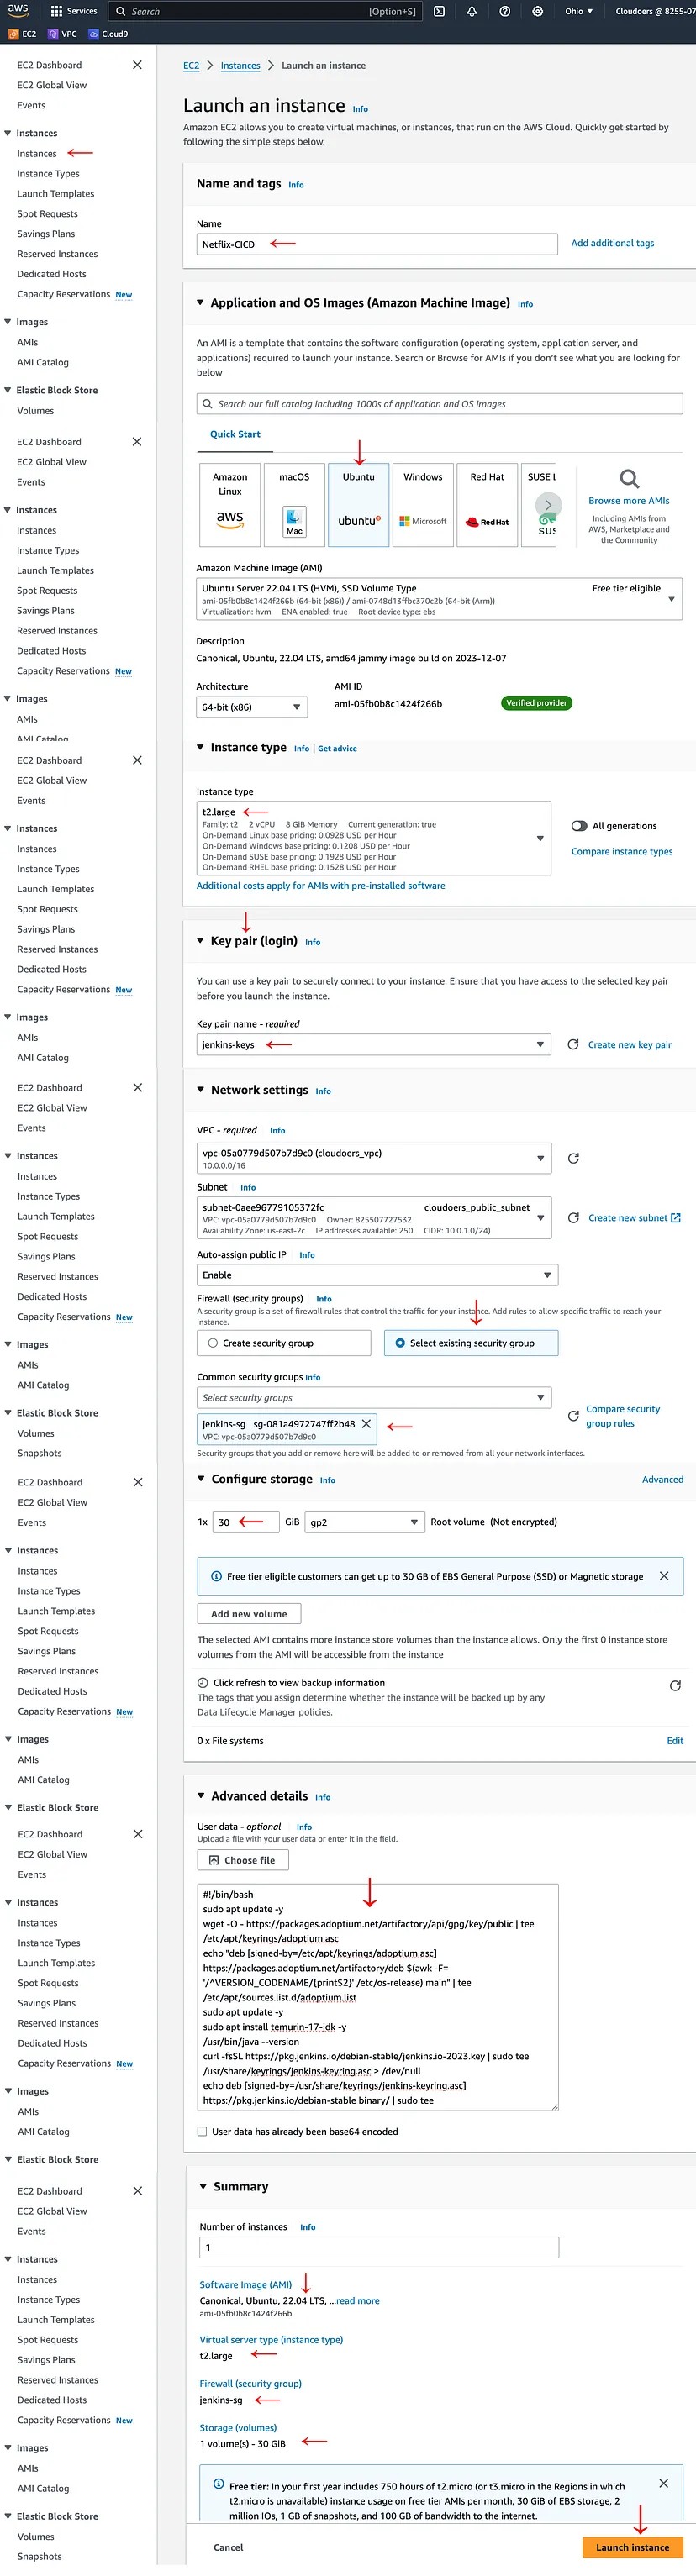 aws
Services
Search
[Option+S]
Ohio
Cloudoers @ 8255-07
EC2
VPC
Cloud9
EC2 Dashboard
EC2 Global View
Events
Instances
Instances
Instance Types
Launch Templates
Spot Requests
Savings Plans
Reserved Instances
Dedicated Hosts
Capacity Reservations New
Images
AMIs
AMI Catalog
Elastic Block Store
Volumes
EC2 Dashboard
EC2 Global View
Events
Instances
Instances
Instance Types
Launch Templates
Spot Requests
Savings Plans
Reserved Instances
Dedicated Hosts
Capacity Reservations New
Images
AMIs
AMI Catalog
EC2 Dashboard
EC2 Global View
Events
Instances
Instances
Instance Types
Launch Templates
Spot Requests
Savings Plans
Reserved Instances
Dedicated Hosts
Capacity Reservations New
Images
AMIs
AMI Catalog
EC2 Dashboard
EC2 Global View
Events
Instances
Instances
Instance Types
Launch Templates
Spot Requests
Savings Plans
Reserved Instances
Dedicated Hosts
Capacity Reservations New
Images
AMIs
AMI Catalog
Elastic Block Store
Volumes
Snapshots
EC2 Dashboard
EC2 Global View
Events
Instances
Instances
Instance Types
Launch Templates
Spot Requests
Savings Plans
Reserved Instances
Dedicated Hosts
Capacity Reservations New
Images
AMIs
AMI Catalog
Elastic Block Store
EC2 Dashboard
EC2 Global View
Events
Instances
Instances
Instance Types
Launch Templates
Spot Requests
Savings Plans
Reserved Instances
Dedicated Hosts
Capacity Reservations New
Images
AMIs
AMI Catalog
Elastic Block Store
EC2 Dashboard
EC2 Global View
Events
Instances
Instances
Instance Types
Launch Templates
Spot Requests
Savings Plans
Reserved Instances
Dedicated Hosts
Capacity Reservations New
Images
AMIs
AMI Catalog
Elastic Block Store
Volumes
Snapshots
EC2 > Instances > Launch an instance
Launch an instance Info
Amazon EC2 allows you to create virtual machines, or instances, that run on the AWS Cloud. Quickly get started by
following the simple steps below.
Name and tags Info
Name
Netflix-CICD
Add additional tags
Application and OS Images (Amazon Machine Image) Info
An AMI is a template that contains the software configuration (operating system, application server, and
applications) required to launch your instance. Search or Browse for AMIs if you don't see what you are looking for
below
Search our full catalog including 1000s of application and OS images
Quick Start
Amazon
Linux
aws
macOS
Mac
Ubuntu
ubuntu
Windows
Microsoft
Red Hat
Red Hat
SUSE L
SUS
Browse more AMIs
Including AMIs from
AWS, Marketplace and
the Community
Amazon Machine Image (AMI)
Ubuntu Server 22.04 LTS (HVM), SSD Volume Type
Free tier eligible
ami-05fb0b8c1424f266b (64-bit (x86)) / ami-0748d13ffbc370c2b (64-bit (Arm))
Virtualization: hvm ENA enabled: true Root device type: ebs
Description
Canonical, Ubuntu, 22.04 LTS, amd64 jammy image build on 2023-12-07
Architecture
AMI ID
64-bit (x86)
ami-05fb0b8c1424f266b
Verified provider
Instance type Info | Get advice
Instance type
t2.large
Family: t2 2 vCPU 8 GiB Memory Current generation: true
On-Demand Linux base pricing: 0.0928 USD per Hour
On-Demand Windows base pricing: 0.1208 USD per Hour
On-Demand SUSE base pricing: 0.1928 USD per Hour
On-Demand RHEL base pricing: 0.1528 USD per Hour
All generations
Compare instance types
Additional costs apply for AMIs with pre-installed software
Key pair (login) Info
You can use a key pair to securely connect to your instance. Ensure that you have access to the selected key pair
before you launch the instance.
Key pair name - required
jenkins-keys
Create new key pair
Network settings Info
VPC - required Info
vpc-05a0779d507b7d9c0 (cloudoers_vpc)
10.0.0.0/16
Subnet Info
subnet-0aee96779105372fc cloudoers_public_subnet
VPC: vpc-05a0779d507b7d9c0 Owner: 825507727532
Availability Zone: us-east-2c IP addresses available: 250 CIDR: 10.0.1.0/24)
Create new subnet
Auto-assign public IP Info
Enable
Firewall (security groups) Info
A security group is a set of firewall rules that control the traffic for your instance. Add rules to allow specific traffic to reach your
instance.
Create security group
Select existing security group
Common security groups Info
Select security groups
jenkins-sg sg-081a4972747ff2b48
VPC: vpc-05a0779d507b7d9c0
Compare security
group rules
Security groups that you add or remove here will be added to or removed from all your network interfaces.
Configure storage Info
Advanced
1x 30 GiB gp2 Root volume (Not encrypted)
Free tier eligible customers can get up to 30 GB of EBS General Purpose (SSD) or Magnetic storage
Add new volume
The selected AMI contains more instance store volumes than the instance allows. Only the first 0 instance store
volumes from the AMI will be accessible from the instance
Click refresh to view backup information
The tags that you assign determine whether the instance will be backed up by any
Data Lifecycle Manager policies.
0 x File systems
Edit
Advanced details Info
User data - optional Info
Upload a file with your user data or enter it in the field.
Choose file
#!/bin/bash
sudo apt update -y
wget -O - https://packages.adoptium.net/artifactory/api/gpg/key/public | tee
/etc/apt/keyrings/adoptium.asc
echo "deb [signed-by=/etc/apt/keyrings/adoptium.asc]
https://packages.adoptium.net/artifactory/deb $(awk -F=
'/^VERSION_CODENAME/{print$2}' /etc/os-release) main" | tee
/etc/apt/sources.list.d/adoptium.list
sudo apt update -y
sudo apt install temurin-17-jdk -y
/usr/bin/java --version
curl -fsSL https://pkg.jenkins.io/debian-stable/jenkins.io-2023.key | sudo tee
/usr/share/keyrings/jenkins-keyring.asc > /dev/null
echo deb [signed-by=/usr/share/keyrings/jenkins-keyring.asc]
https://pkg.jenkins.io/debian-stable binary/ | sudo tee
User data has already been base64 encoded
Summary
Number of instances Info
1
Software Image (AMI)
Canonical, Ubuntu, 22.04 LTS, ...read more
ami-05fb0b8c1424f266b
Virtual server type (instance type)
t2.large
Firewall (security group)
jenkins-sg
Storage (volumes)
1 volume(s) - 30 GiB
Free tier: In your first year includes 750 hours of t2.micro (or t3.micro in the Regions in which
t2.micro is unavailable) instance usage on free tier AMIs per month, 30 GiB of EBS storage, 2
million IOs, 1 GB of snapshots, and 100 GB of bandwidth to the internet.
Cancel
Launch instance